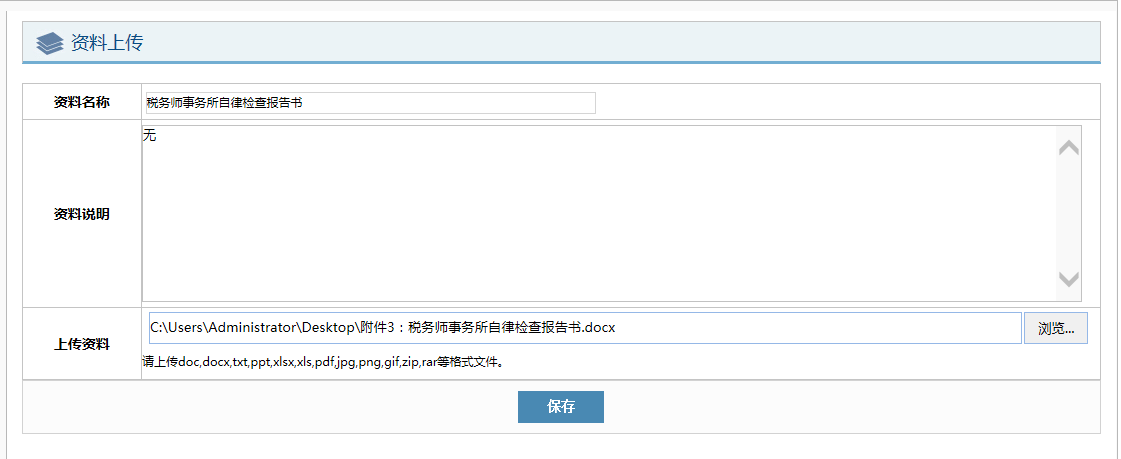 资料上传
资料名称
税务师事务所自律检查报告书
资料说明
无
上传资料
C:\Users\Administrator\Desktop\附件3：税务师事务所自律检查报告书.docx
浏览...
请上传doc,docx,txt,ppt,xlsx,xls,pdf,jpg,png,gif,zip,rar等格式文件。
保存